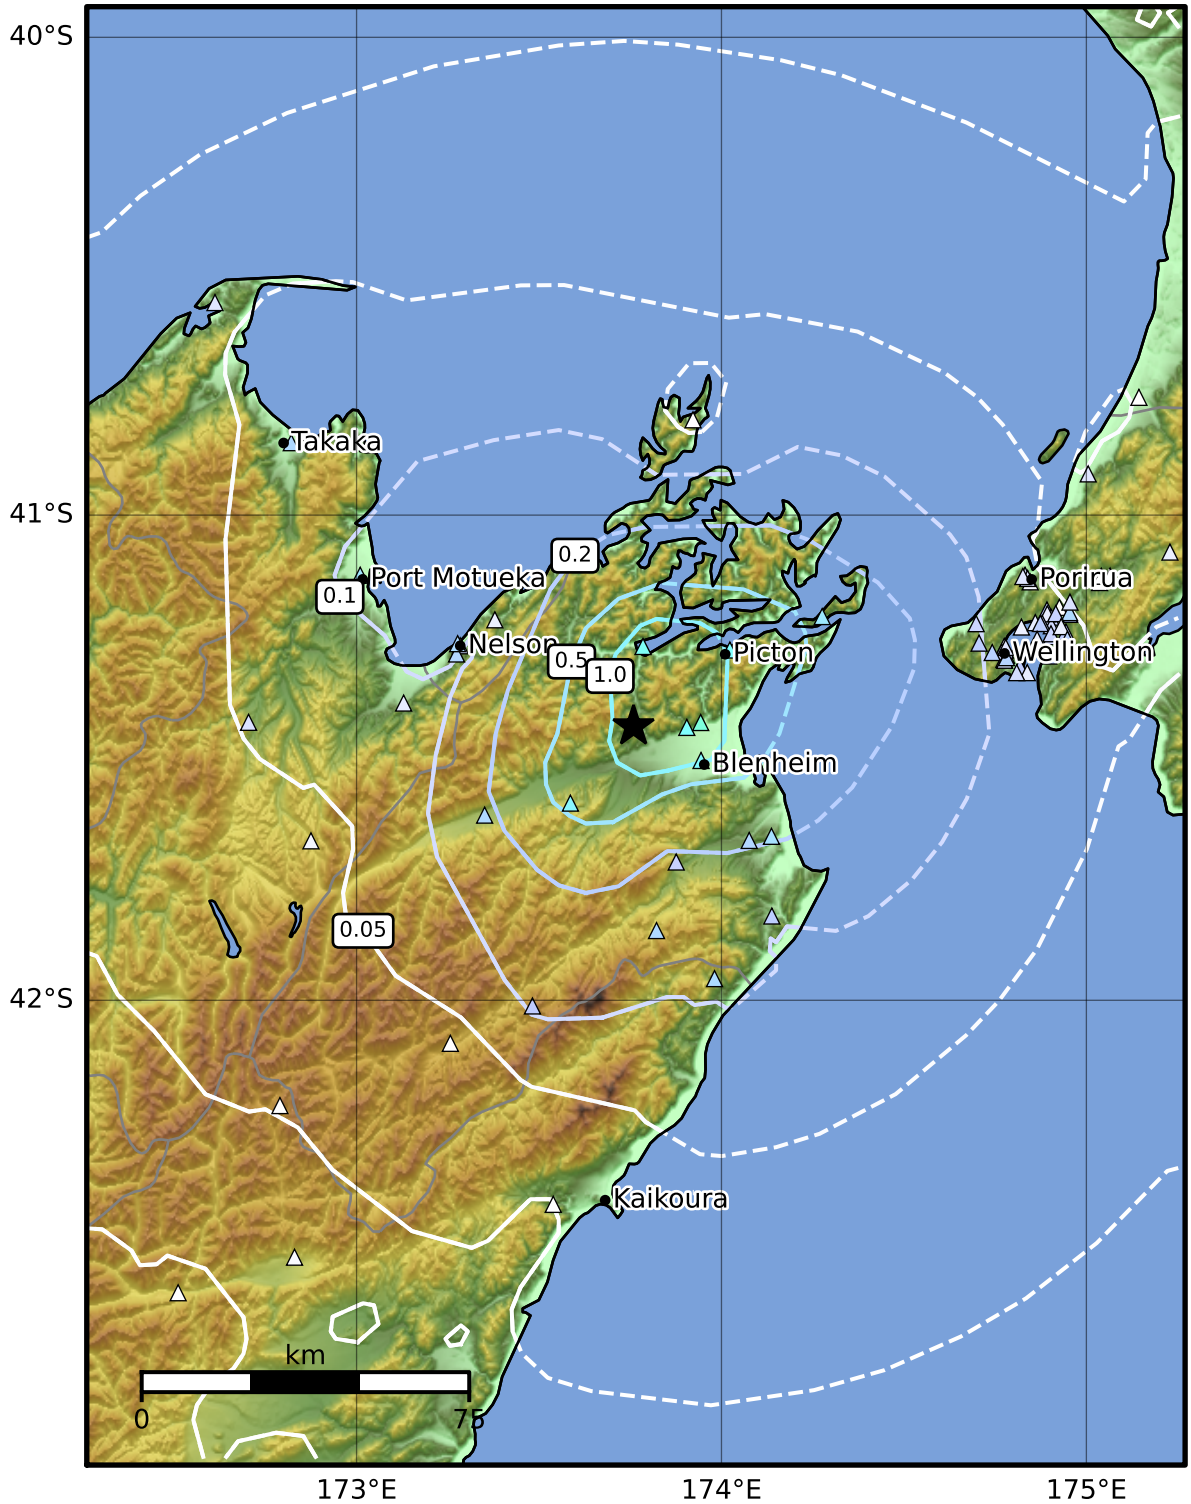 40°S
Takaka
41°S
0.2
Port Motueka
Porirua
0.1
Nelson
0.5
Picton
Wellington
1.0
Blenheim
0.05
42°S
Kaikoura
km
0
75
173°E
174°E
175°E